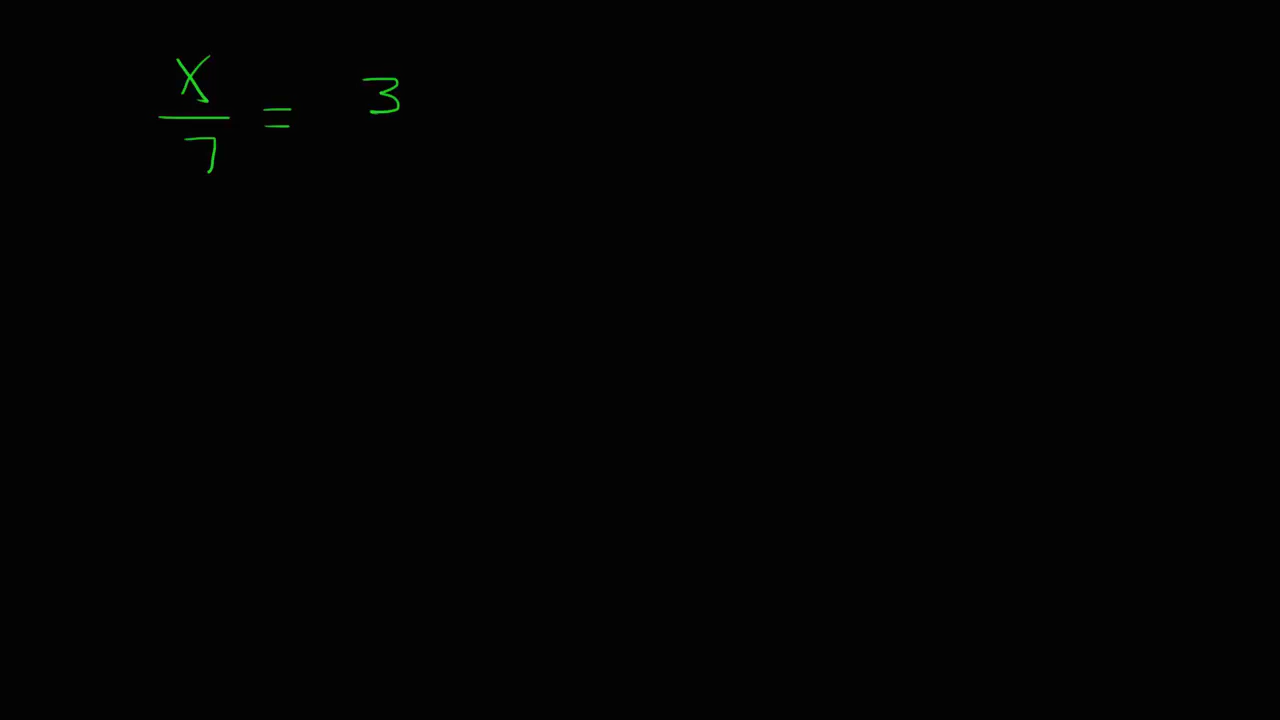 x/7 = 3